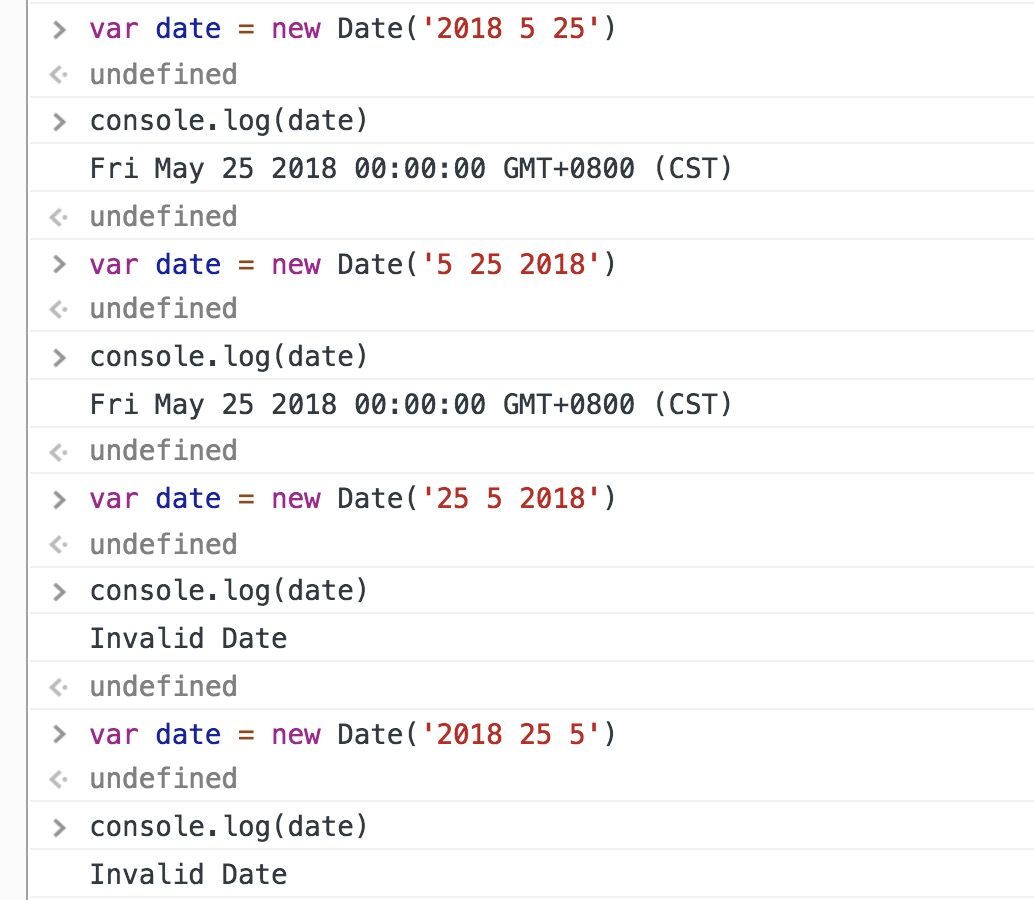 > var date = new Date('2018 5 25')
<· undefined
> console.log(date)
Fri May 25 2018 00:00:00 GMT+0800 (CST)
<· undefined
> var date = new Date('5 25 2018')
<· undefined
> console.log(date)
Fri May 25 2018 00:00:00 GMT+0800 (CST)
<· undefined
> var date = new Date('25 5 2018')
<· undefined
> console.log(date)
Invalid Date
<· undefined
> var date = new Date('2018 25 5')
<· undefined
> console.log(date)
Invalid Date